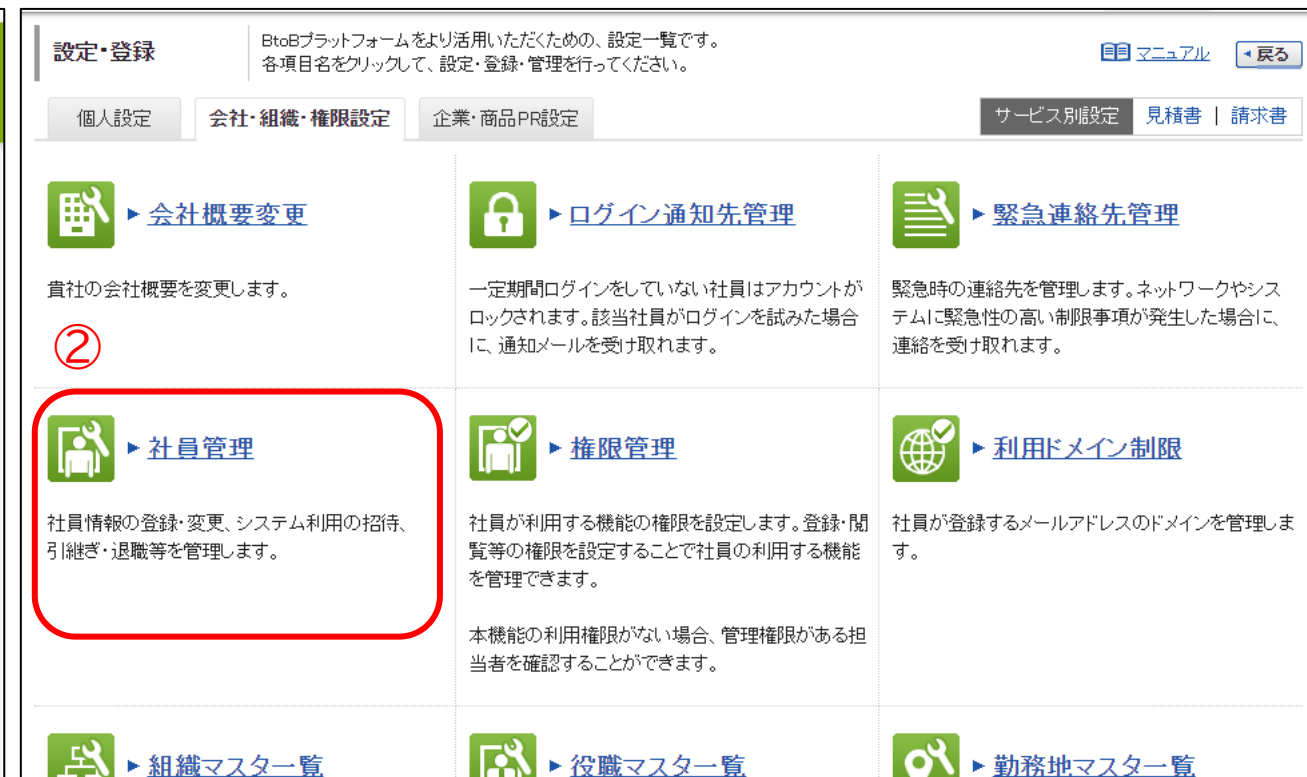 設定・登録
BtoBプラットフォームをより活用いただくための、設定一覧です。
各項目名をクリックして、設定・登録・管理を行ってください。
マニュアル
戻る
個人設定
会社・組織・権限設定
企業・商品PR設定
サービス別設定
見積書 | 請求書
会社概要変更
貴社の会社概要を変更します。
ログイン通知先管理
一定期間ログインをしていない社員はアカウントが
ロックされます。該当社員がログインを試みた場合
に、通知メールを受け取れます。
緊急連絡先管理
緊急時の連絡先を管理します。ネットワークやシス
テムに緊急性の高い制限事項が発生した場合に、
連絡を受け取れます。
②
社員管理
社員情報の登録・変更、システム利用の招待、
引継ぎ・退職等を管理します。
権限管理
社員が利用する機能の権限を設定します。登録・閲
覧等の権限を設定することで社員の利用する機能
を管理できます。
本機能の利用権限がない場合、管理権限がある担
当者を確認することができます。
利用ドメイン制限
社員が登録するメールアドレスのドメインを管理しま
す。
組織マスター覧
役職マスター覧
勤務地マスター覧